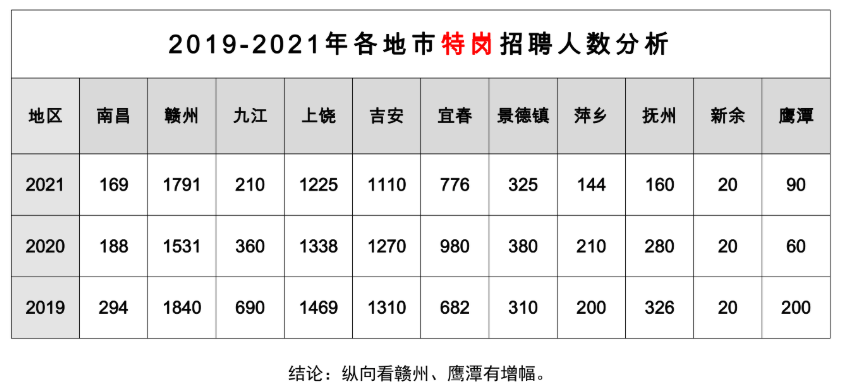 2019-2021年各地市特岗招聘人数分析
地区 南昌 赣州 九江 上饶 吉安 宜春 景德镇 萍乡 抚州 新余 鹰潭
2021 169 1791 210 1225 1110 776 325 144 160 20 90
2020 188 1531 360 1338 1270 980 380 210 280 20 60
2019 294 1840 690 1469 1310 682 310 200 326 20 200
结论：纵向看赣州、鹰潭有增幅。